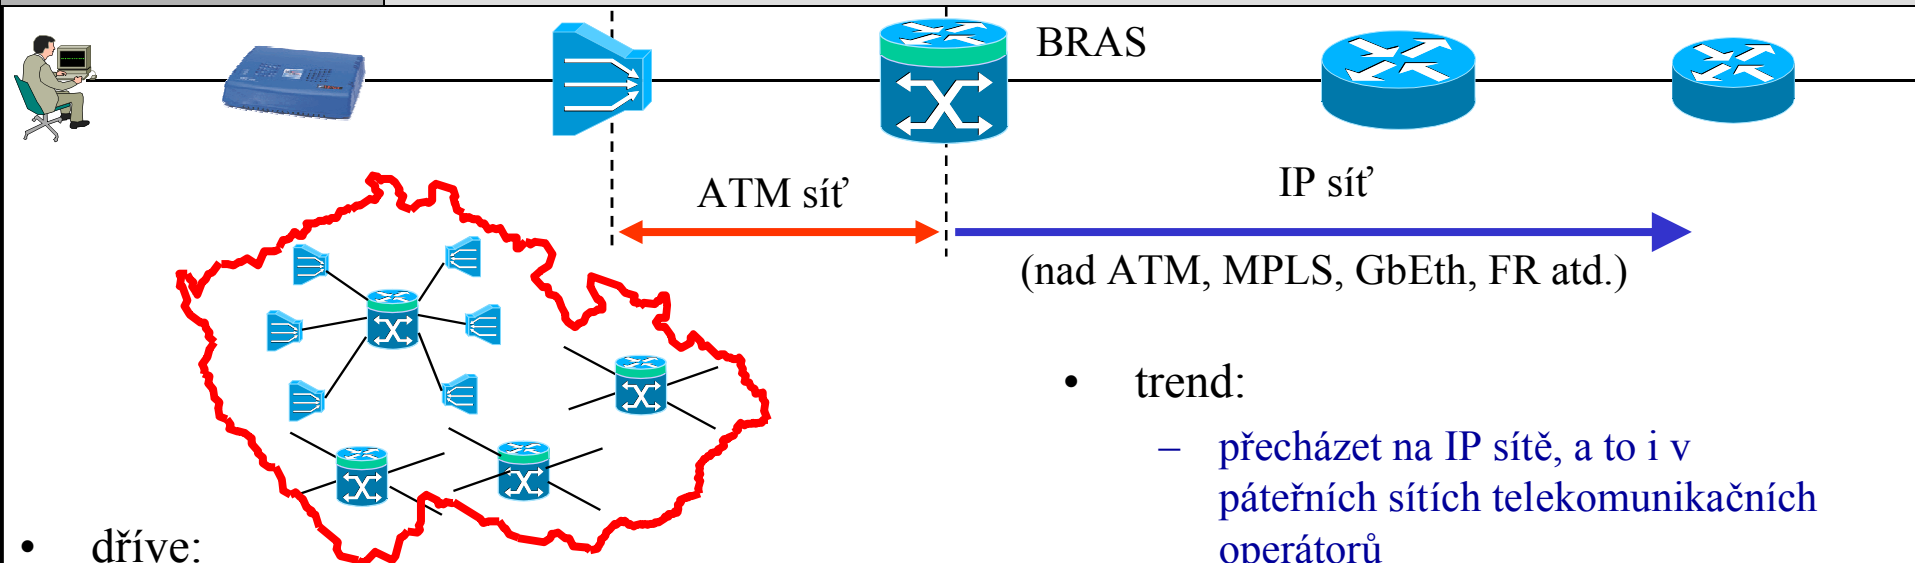 BRAS
ATM síť
IP síť
(nad ATM, MPLS, GbEth, FR atd.)
• trend:
– přecházet na IP sítě, a to i v
páteřních sítích telekomunikačních
operátorů
• dříve: